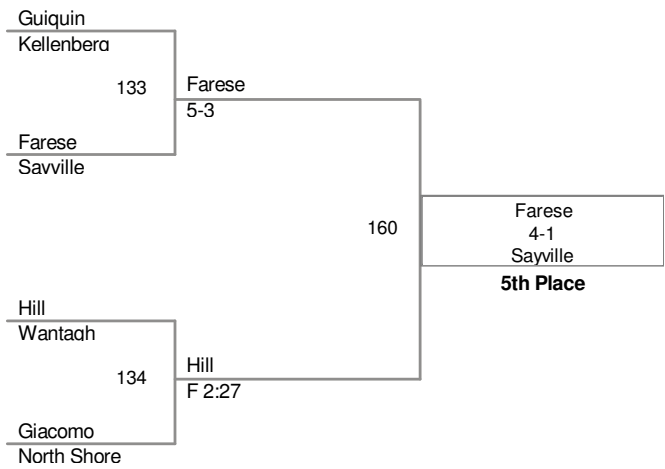 Guiquin
Kellenberg
133
Farese
5-3
Farese
Sayville
160
Farese
4-1
Sayville
5th Place
Hill
Wantagh
134
Hill
F 2:27
Giacomo
North Shore